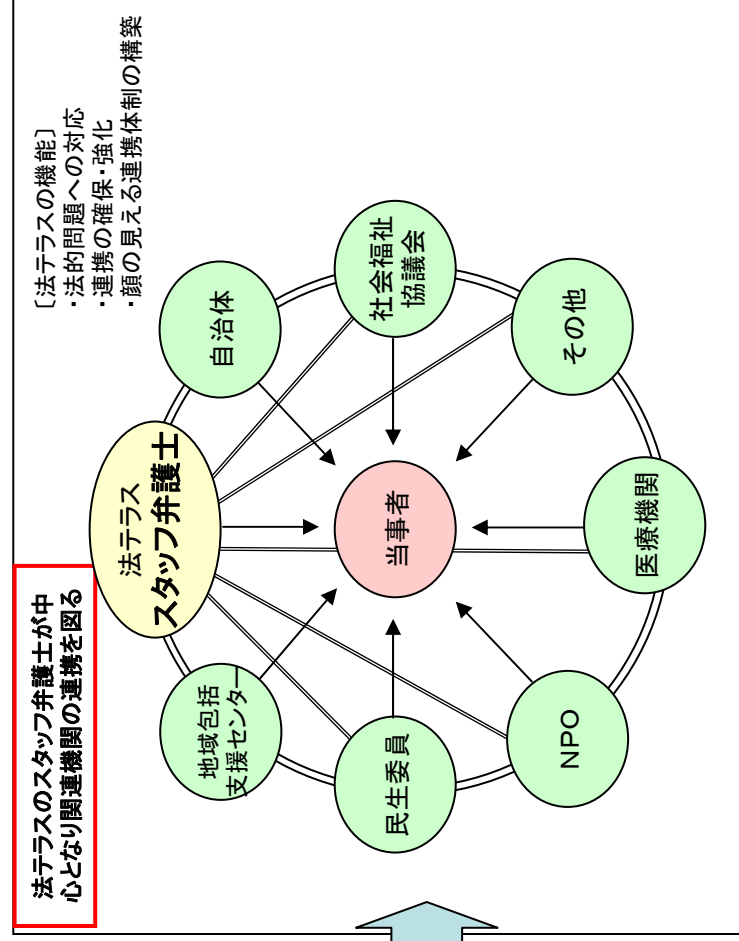 法テラスのスタッフ弁護士が中
心となり関連機関の連携を図る
〔法テラスの機能〕
・法的問題への対応
・連携の確保・強化
・顔の見える連携体制の構築
法テラス
スタッフ弁護士
自治体
社会福祉
協議会
その他
医療機関
NPO
民生委員
地域包括
支援センター
当事者